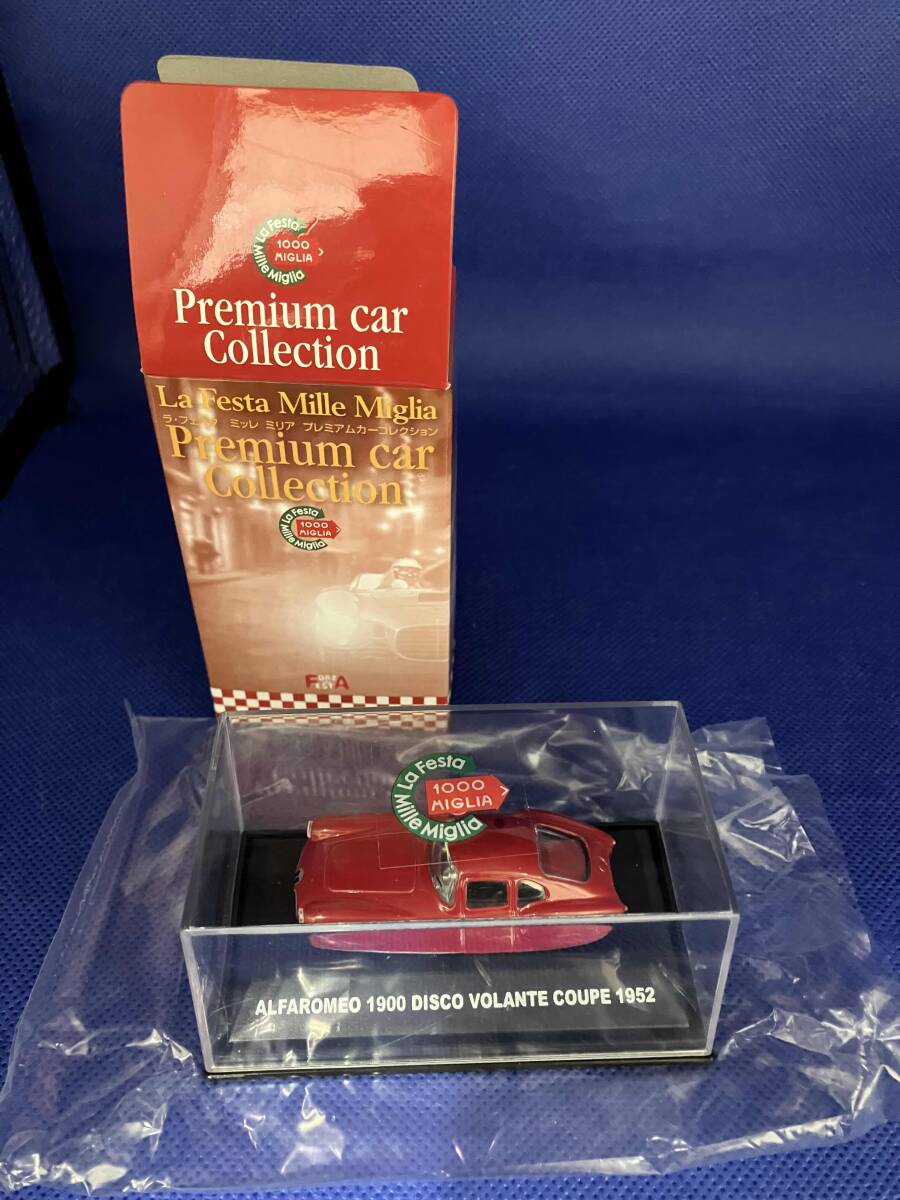 La Festa
1000
MIGLIA
Mille Miglia
Premium car
Collection
La Festa Mille Miglia
ラ・フェスタ ミッレ ミリア プレミアムカーコレクション
Premium car
Collection
La Festa
1000
MIGLIA
Mille Miglia
La Festa
1000
MIGLIA
Mille Miglia
ALFAROMEO 1900 DISCO VOLANTE COUPE 1952